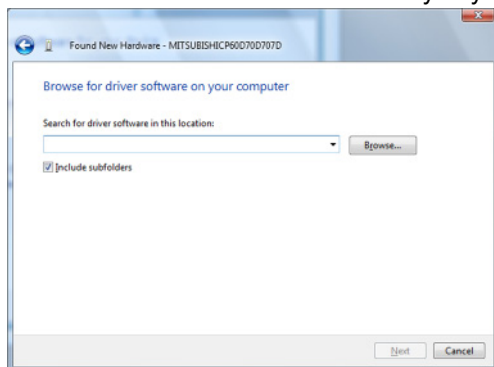 Found New Hardware - MITSUBISHICP60D70D707D
Browse for driver software on your computer
Search for driver software in this location:
Browse...
Include subfolders
Next
Cancel